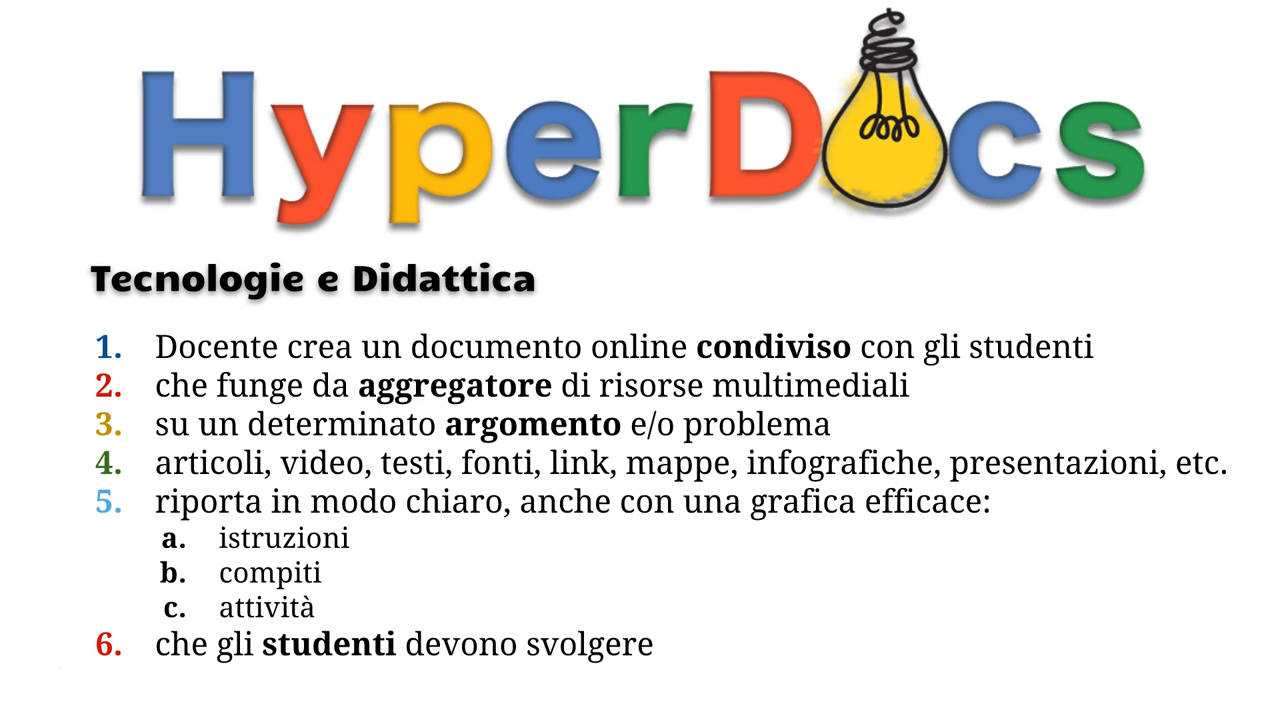 HyperDocs
Tecnologie e Didattica
1. Docente crea un documento online condiviso con gli studenti
2. che funge da aggregatore di risorse multimediali
3. su un determinato argomento e/o problema
4. articoli, video, testi, fonti, link, mappe, infografiche, presentazioni, etc.
5. riporta in modo chiaro, anche con una grafica efficace:
a. istruzioni
b. compiti
c. attività
6. che gli studenti devono svolgere